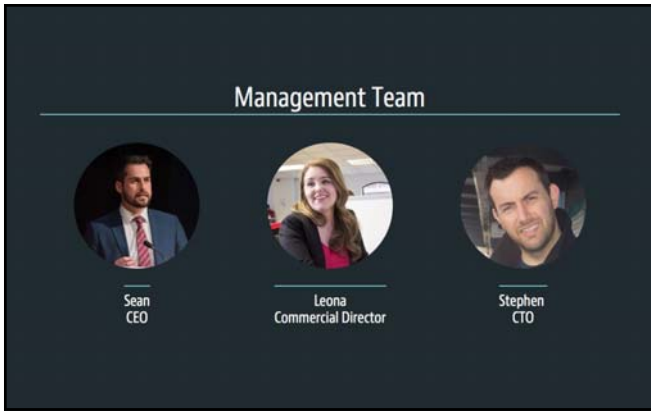 Management Team
Sean
CEO
Leona
Commercial Director
Stephen
CTO